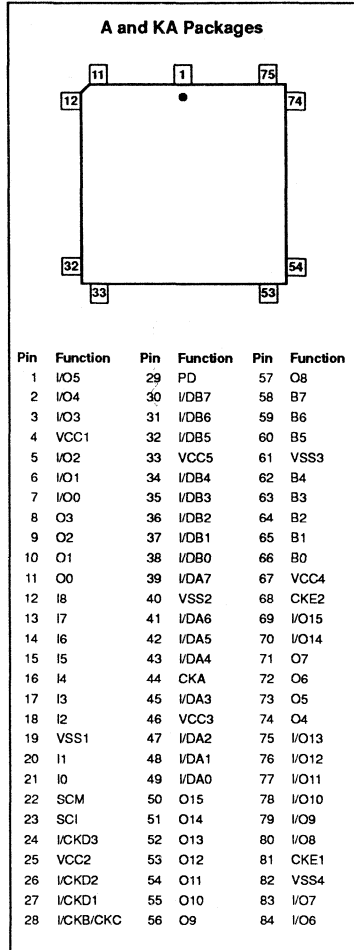 A and KA Packages
11 1 75
12 74
32 54
33 53
Pin Function Pin Function Pin Function
1 I/O5 29 PD 57 O8
2 I/O4 30 I/DB7 58 B7
3 I/O3 31 I/DB6 59 B6
4 VCC1 32 I/DB5 60 B5
5 I/O2 33 VCC5 61 VSS3
6 I/O1 34 I/DB4 62 B4
7 I/O0 35 I/DB3 63 B3
8 O3 36 I/DB2 64 B2
9 O2 37 I/DB1 65 B1
10 O1 38 I/DB0 66 B0
11 O0 39 I/DA7 67 VCC4
12 I8 40 VSS2 68 CKE2
13 I7 41 I/DA6 69 I/O15
14 I6 42 I/DA5 70 I/O14
15 I5 43 I/DA4 71 O7
16 I4 44 CKA 72 O6
17 I3 45 I/DA3 73 O5
18 I2 46 VCC3 74 O4
19 VSS1 47 I/DA2 75 I/O13
20 I1 48 I/DA1 76 I/O12
21 I0 49 I/DA0 77 I/O11
22 SCM 50 O15 78 I/O10
23 SCI 51 O14 79 I/O9
24 I/CKD3 52 O13 80 I/O8
25 VCC2 53 O12 81 CKE1
26 I/CKD2 54 O11 82 VSS4
27 I/CKD1 55 O10 83 I/O7
28 I/CKB/CKC 56 O9 84 I/O6